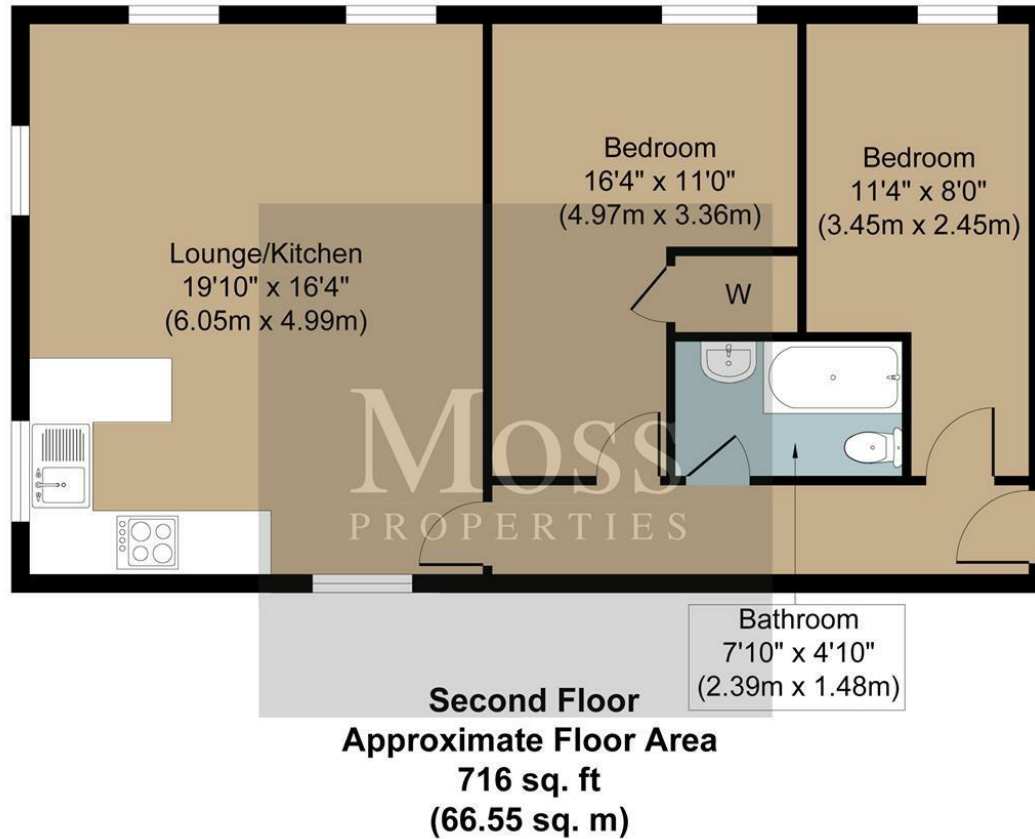 Bedroom
16'4" x 11'0"
(4.97m x 3.36m)
Bedroom
11'4" x 8'0"
(3.45m x 2.45m)
Lounge/Kitchen
19'10" x 16'4"
(6.05m x 4.99m)
W
Moss
PROPERTIES
Bathroom
7'10" x 4'10"
(2.39m x 1.48m)
Second Floor
Approximate Floor Area
716 sq. ft
(66.55 sq. m)